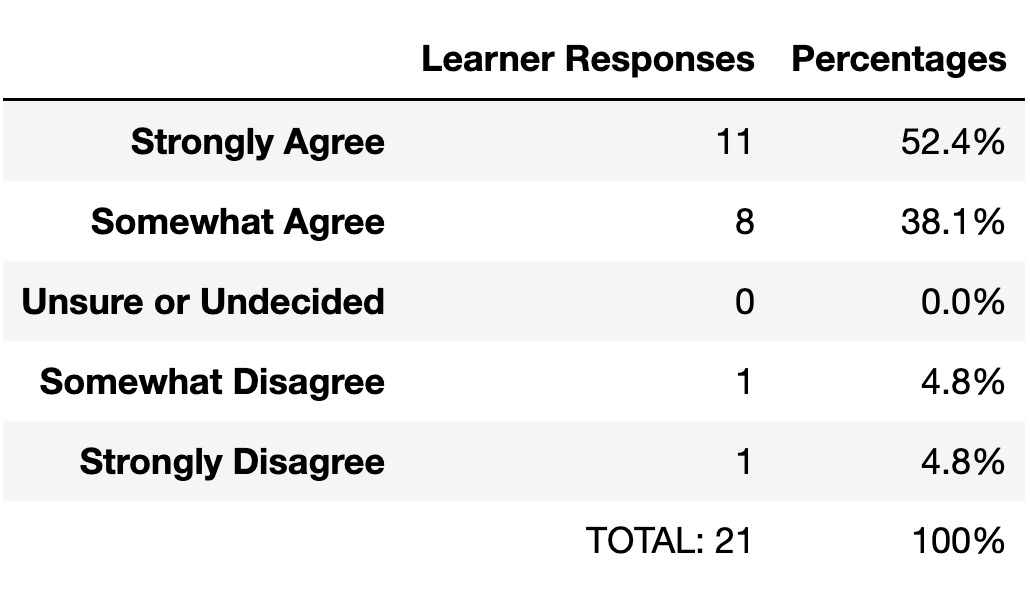 Learner Responses Percentages
Strongly Agree 11 52.4%
Somewhat Agree 8 38.1%
Unsure or Undecided 0 0.0%
Somewhat Disagree 1 4.8%
Strongly Disagree 1 4.8%
TOTAL: 21 100%